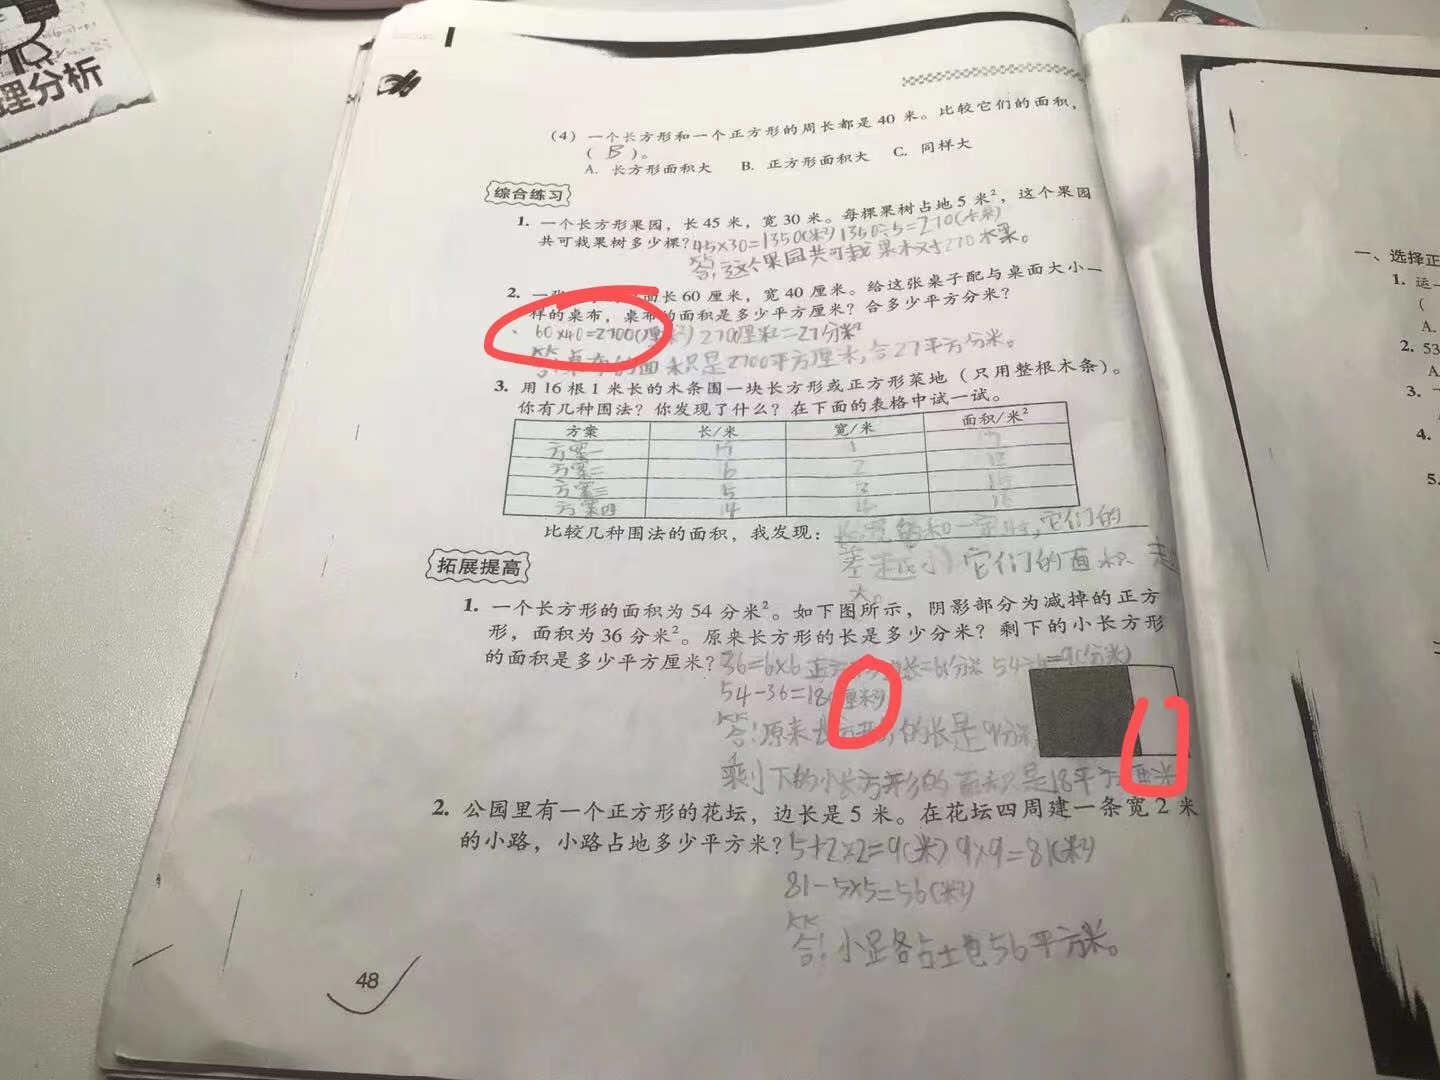 理分析
(4) 一个长方形和一个正方形的周长都是 40 米。比较它们的面积，
( B )。
A. 长方形面积大 B. 正方形面积大 C. 同样大
综合练习
1. 一个长方形果园，长 45 米，宽 30 米。每棵果树占地 5 米²，这个果园
共可栽果树多少棵？45×30=1350(米²) 1350÷5=270(棵)
答：这个果园共可栽果树270棵。
2. 一张 面长 60 厘米，宽 40 厘米。给这张桌子配与桌面大小一
样的桌布，桌布的面积是多少平方厘米？合多少平方分米？
60×40=2700(厘米²) 270厘米²=27分米²
答：桌布的面积是2700平方厘米，合27平方分米。
3. 用 16 根 1 米长的木条围一块长方形或正方形菜地（只用整根木条）。
你有几种围法？你发现了什么？在下面的表格中试一试。
方案 长/米 宽/米 面积/米²
方案一 1
方案二 6 2 12
方案三 5 3 15
方案四 4 4 16
比较几种围法的面积，我发现：长宽的和一定时，它们的
差越小 它们的面积 越
大。
拓展提高
1. 一个长方形的面积为 54 分米²。如下图所示，阴影部分为减掉的正方
形，面积为 36 分米²。原来长方形的长是多少分米？剩下的小长方形
的面积是多少平方厘米？36=6×6 正 长=6分米 54÷6=9(分米)
54-36=18(厘米²)
答：原来长方形的长是9分米
剩下的小长方形的面积是18平方厘米
2. 公园里有一个正方形的花坛，边长是 5 米。在花坛四周建一条宽 2 米
的小路，小路占地多少平方米？5+2×2=9(米) 9×9=81(米²)
81-5×5=56(米²)
答：小路占地56平方米。
48
一、选择正
1. 运一
(
A.
2. 53
A
3.
4.
5.